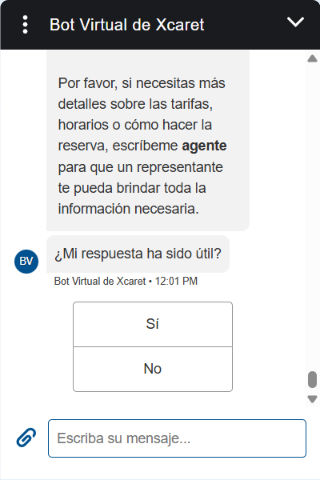 Bot Virtual de Xcaret
Por favor, si necesitas más
detalles sobre las tarifas,
horarios o cómo hacer la
reserva, escríbeme agente
para que un representante
te pueda brindar toda la
información necesaria.
¿Mi respuesta ha sido útil?
BV
Bot Virtual de Xcaret • 12:01 PM
Sí
No
Escriba su mensaje...